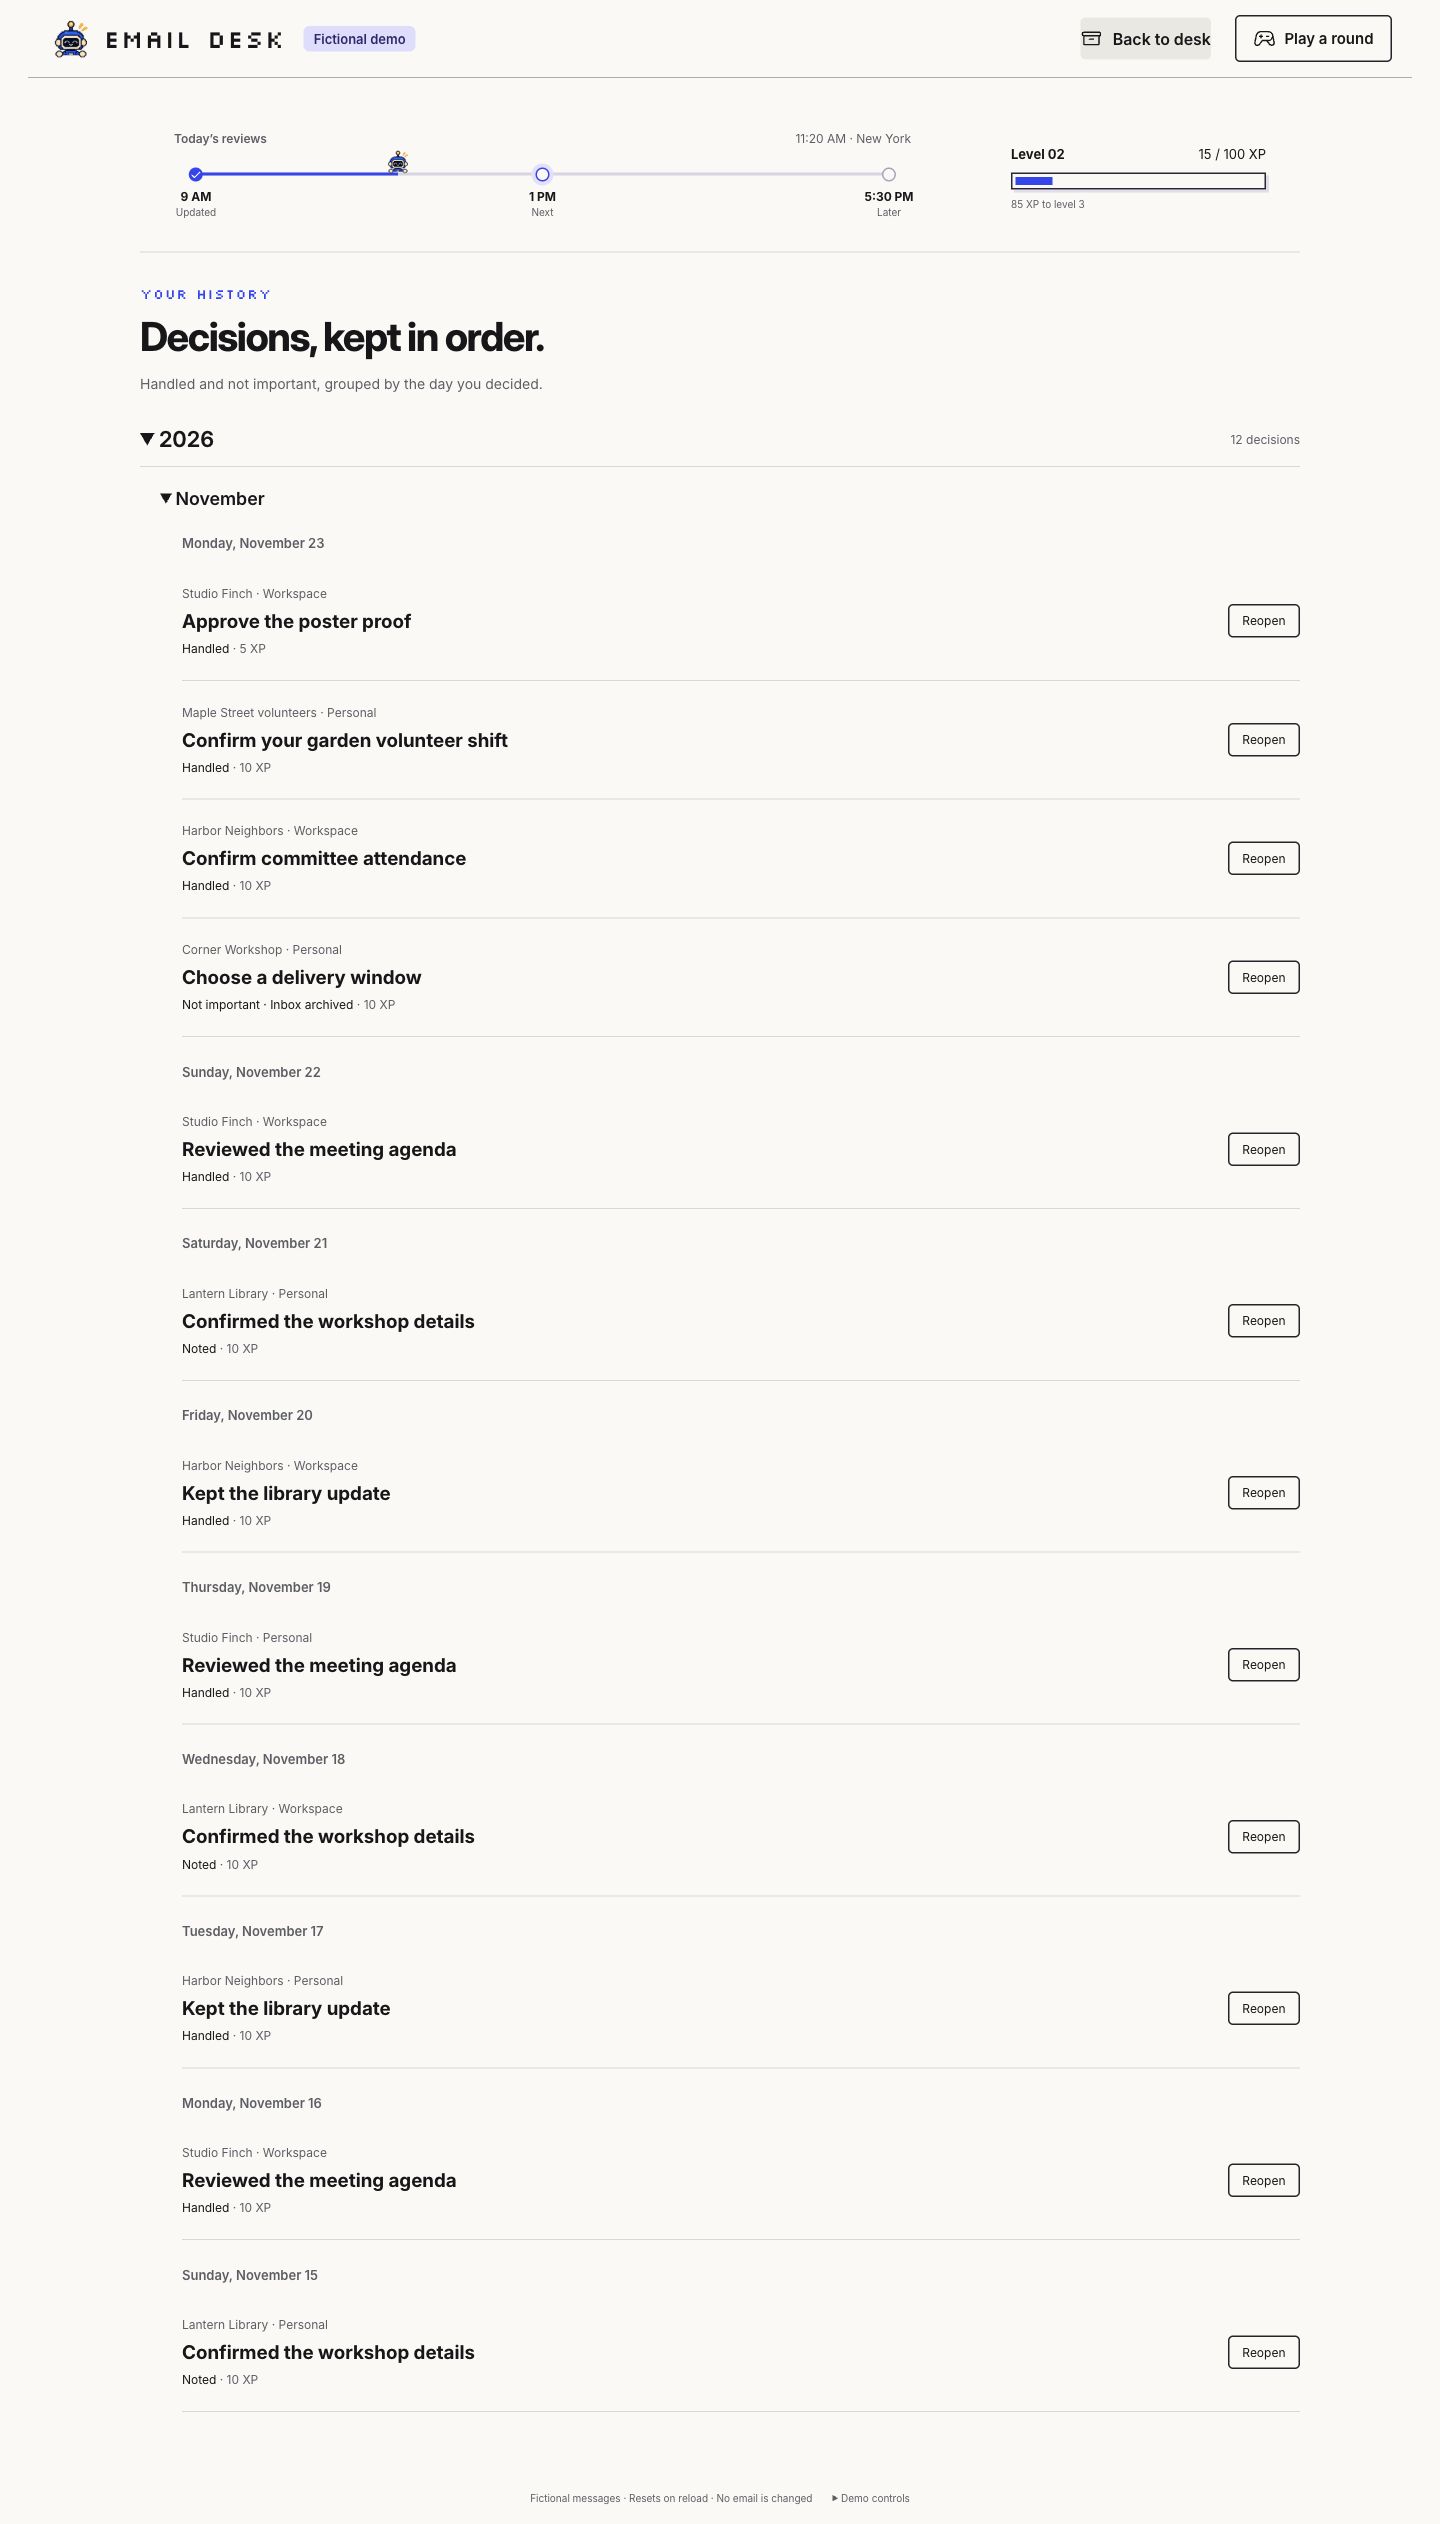 EMAIL DESK
Fictional demo
Back to desk
Play a round
Today's reviews
11:20 AM · New York
9 AM
Updated
1 PM
Next
5:30 PM
Later
Level 02
15 / 100 XP
85 XP to level 3
YOUR HISTORY
Decisions, kept in order.
Handled and not important, grouped by the day you decided.
2026
12 decisions
November
Monday, November 23
Studio Finch · Workspace
Approve the poster proof
Handled · 5 XP
Reopen
Maple Street volunteers · Personal
Confirm your garden volunteer shift
Handled · 10 XP
Reopen
Harbor Neighbors · Workspace
Confirm committee attendance
Handled · 10 XP
Reopen
Corner Workshop · Personal
Choose a delivery window
Not important · Inbox archived · 10 XP
Reopen
Sunday, November 22
Studio Finch · Workspace
Reviewed the meeting agenda
Handled · 10 XP
Reopen
Saturday, November 21
Lantern Library · Personal
Confirmed the workshop details
Noted · 10 XP
Reopen
Friday, November 20
Harbor Neighbors · Workspace
Kept the library update
Handled · 10 XP
Reopen
Thursday, November 19
Studio Finch · Personal
Reviewed the meeting agenda
Handled · 10 XP
Reopen
Wednesday, November 18
Lantern Library · Workspace
Confirmed the workshop details
Noted · 10 XP
Reopen
Tuesday, November 17
Harbor Neighbors · Personal
Kept the library update
Handled · 10 XP
Reopen
Monday, November 16
Studio Finch · Workspace
Reviewed the meeting agenda
Handled · 10 XP
Reopen
Sunday, November 15
Lantern Library · Personal
Confirmed the workshop details
Noted · 10 XP
Reopen
Fictional messages · Resets on reload · No email is changed
Demo controls